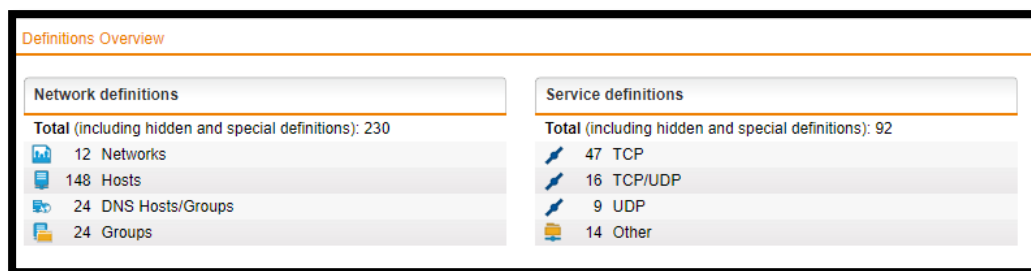 Definitions Overview
Network definitions
Total (including hidden and special definitions): 230
12 Networks
148 Hosts
24 DNS Hosts/Groups
24 Groups
Service definitions
Total (including hidden and special definitions): 92
47 TCP
16 TCP/UDP
9 UDP
14 Other